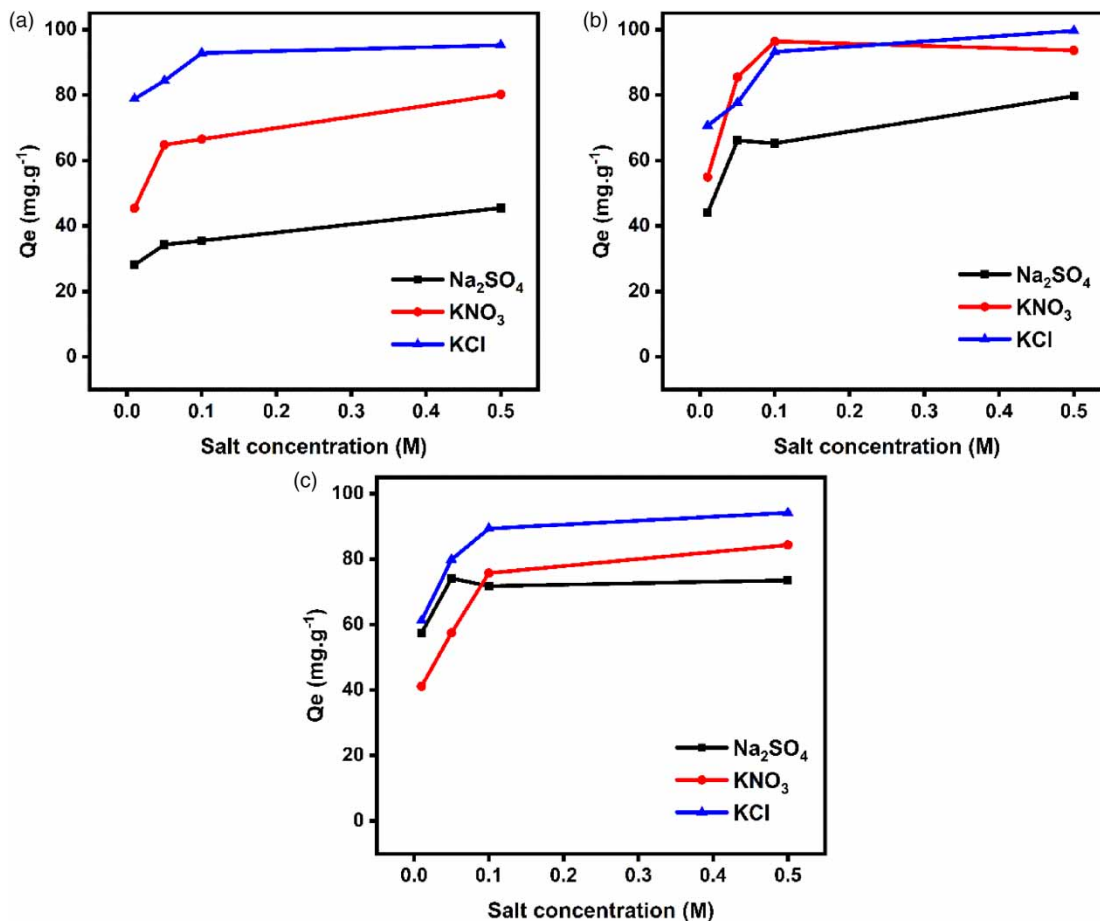 (a)
100
80
60
40
20
0
Qe (mg.g⁻¹)
Na₂SO₄
KNO₃
KCl
0.0 0.1 0.2 0.3 0.4 0.5
Salt concentration (M)
(b)
100
80
60
40
20
0
Qe (mg.g⁻¹)
Na₂SO₄
KNO₃
KCl
0.0 0.1 0.2 0.3 0.4 0.5
Salt concentration (M)
(c)
100
80
60
40
20
0
Qe (mg.g⁻¹)
Na₂SO₄
KNO₃
KCl
0.0 0.1 0.2 0.3 0.4 0.5
Salt concentration (M)